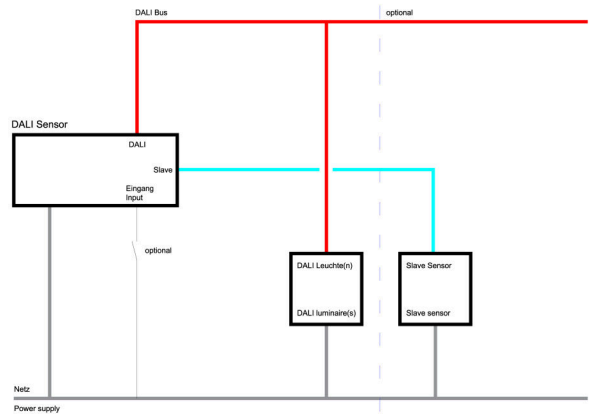 DALI Bus
optional
DALI Sensor
DALI
Slave
Eingang
Input
optional
DALI Leuchte(n)
Slave Sensor
DALI luminaire(s)
Slave sensor
Netz
Power supply